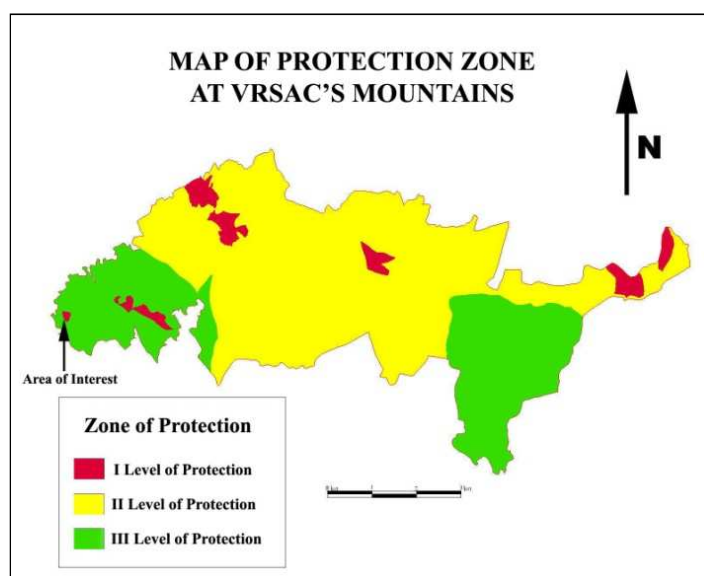 MAP OF PROTECTION ZONE
AT VRSAC'S MOUNTAINS
N
Area of Interest
Zone of Protection
I Level of Protection
II Level of Protection
III Level of Protection